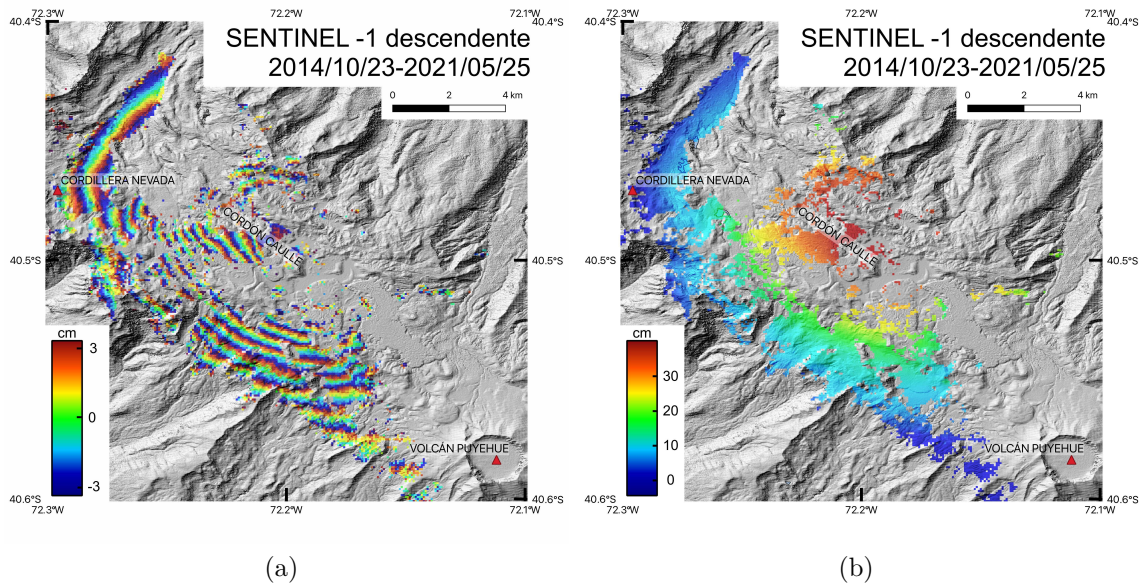 72.3°W 72.2°W 72.1°W
40.4°S 40.4°S
SENTINEL -1 descendente
2014/10/23-2021/05/25
0 2 4 km
CORDILLERA NEVADA
CORDÓN CAULLE
40.5°S
cm
3
0
-3
VOLCÁN PUYEHUE
40.6°S 40.6°S
72.3°W 72.2°W 72.1°W
(a)
72.3°W 72.2°W 72.1°W
40.4°S 40.4°S
SENTINEL -1 descendente
2014/10/23-2021/05/25
0 2 4 km
CORDILLERA NEVADA
CORDÓN CAULLE
40.5°S 40.5°S
cm
30
20
10
0
VOLCÁN PUYEHUE
40.6°S
72.3°W 72.2°W 72.1°W
(b)